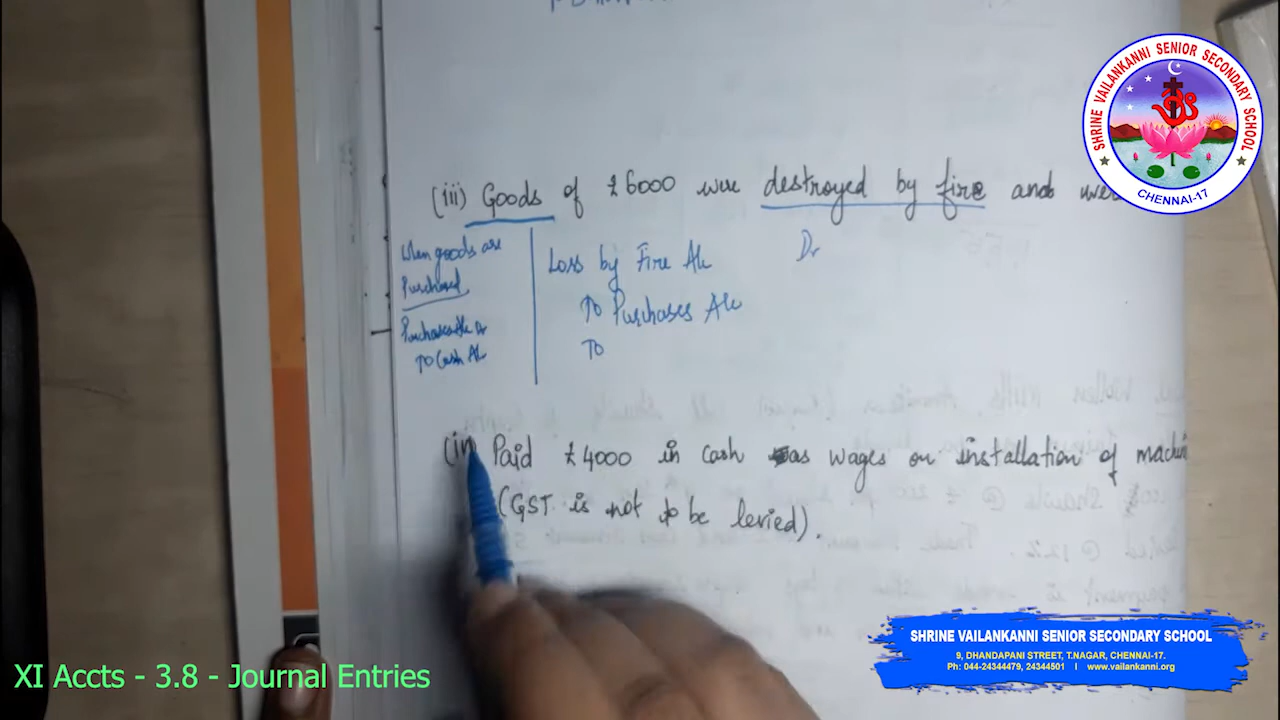 (iii) Goods of ₹6000 were destroyed by fire and were
When goods are
Purchased
Purchases A/c Dr
To Cash A/c
Loss by Fire A/c Dr
To Purchases A/c
To
Paid ₹4000 in cash as wages on installation of
(GST is not to be levied).
SHRINE VAILANKANNI SENIOR SECONDARY SCHOOL
CHENNAI-17
SHRINE VAILANKANNI SENIOR SECONDARY SCHOOL
9, DHANDAPANI STREET, T.NAGAR, CHENNAI-17.
Ph: 044-24344479, 24344501 I www.vailankanni.org
XI Accts - 3.8 - Journal Entries